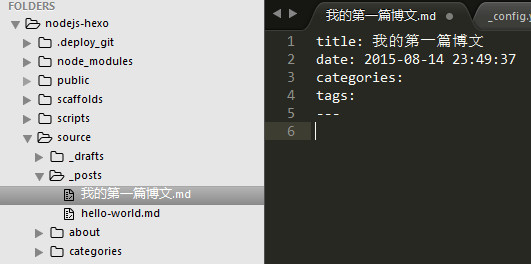 FOLDERS
nodejs-hexo
.deploy_git
node_modules
public
scaffolds
scripts
source
_drafts
_posts
我的第一篇博文.md
hello-world.md
about
categories
我的第一篇博文.md
_config.y
1 title: 我的第一篇博文
2 date: 2015-08-14 23:49:37
3 categories:
4 tags:
5 ---
6